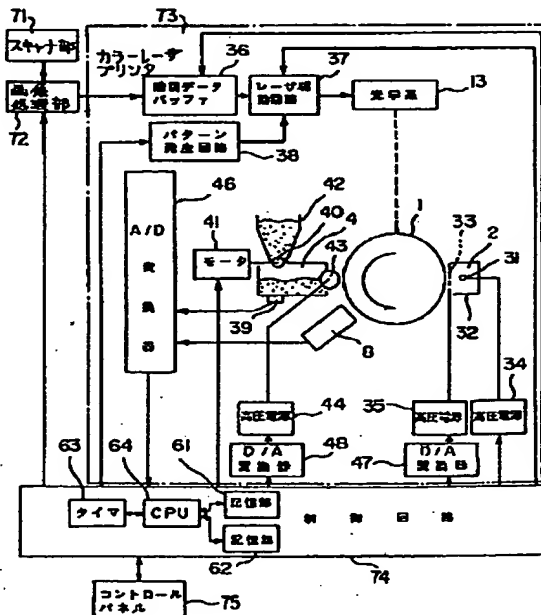 71
スキャナ部
画像
処理部
72
73
カラーレーザ
プリンタ
36
印画データ
バッファ
37
レーザ駆
動回路
13
光学系
パターン
発生回路
38
46
A/D
変
換
器
42
40
4
41
モータ
43
39
8
1
33
2
31
32
34
高圧電源
高圧電源
44
35
高圧電源
D/A
変換器
48
D/A
変換器
47
63
タイマ
64
CPU
61
記憶部
記憶部
62
制御回路
74
コントロール
パネル
75